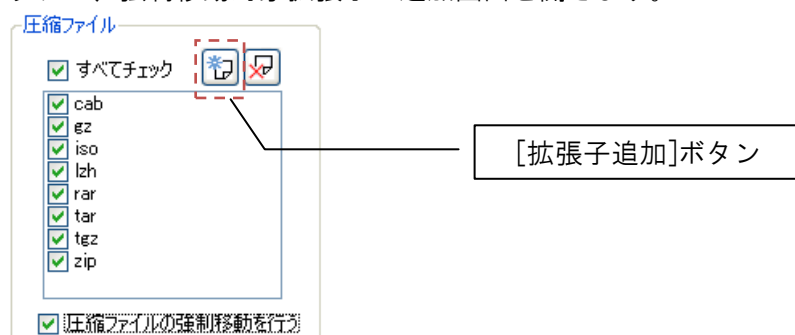 圧縮ファイル
すべてチェック
cab
gz
iso
lzh
rar
tar
tgz
zip
圧縮ファイルの強制移動を行う
[拡張子追加]ボタン